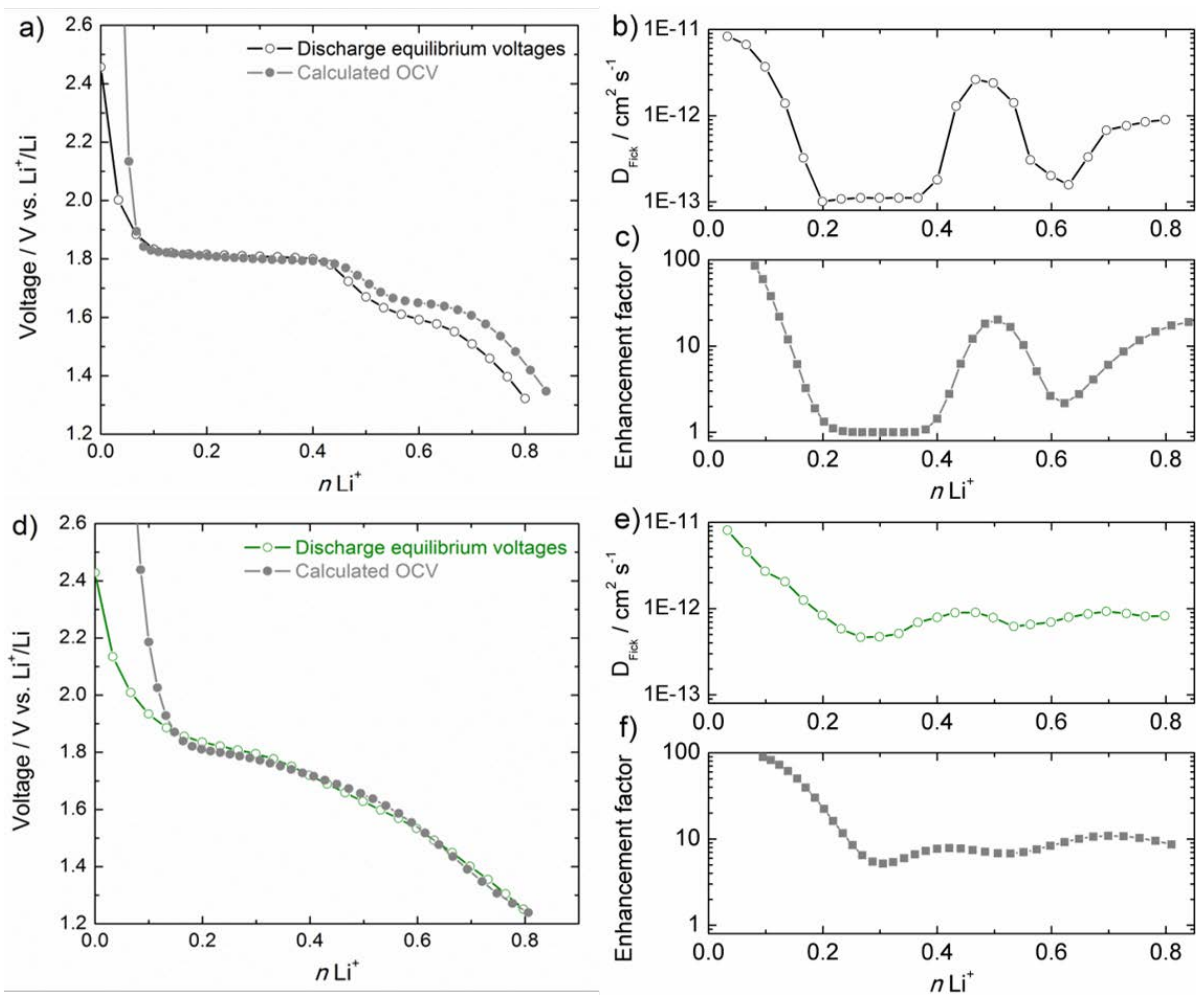 a)
2.6
2.4
2.2
2.0
1.8
1.6
1.4
1.2
Voltage / V vs. Li+/Li
Discharge equilibrium voltages
Calculated OCV
0.0 0.2 0.4 0.6 0.8
n Li+
b)
1E-11
1E-12
1E-13
D_Fick / cm² s⁻¹
0.0 0.2 0.4 0.6 0.8
c)
100
10
1
Enhancement factor
0.0 0.2 0.4 0.6 0.8
n Li+
d)
2.6
2.4
2.2
2.0
1.8
1.6
1.4
1.2
Voltage / V vs. Li+/Li
Discharge equilibrium voltages
Calculated OCV
0.0 0.2 0.4 0.6 0.8
n Li+
e)
1E-11
1E-12
1E-13
D_Fick / cm² s⁻¹
0.0 0.2 0.4 0.6 0.8
f)
100
10
1
Enhancement factor
0.0 0.2 0.4 0.6 0.8
n Li+